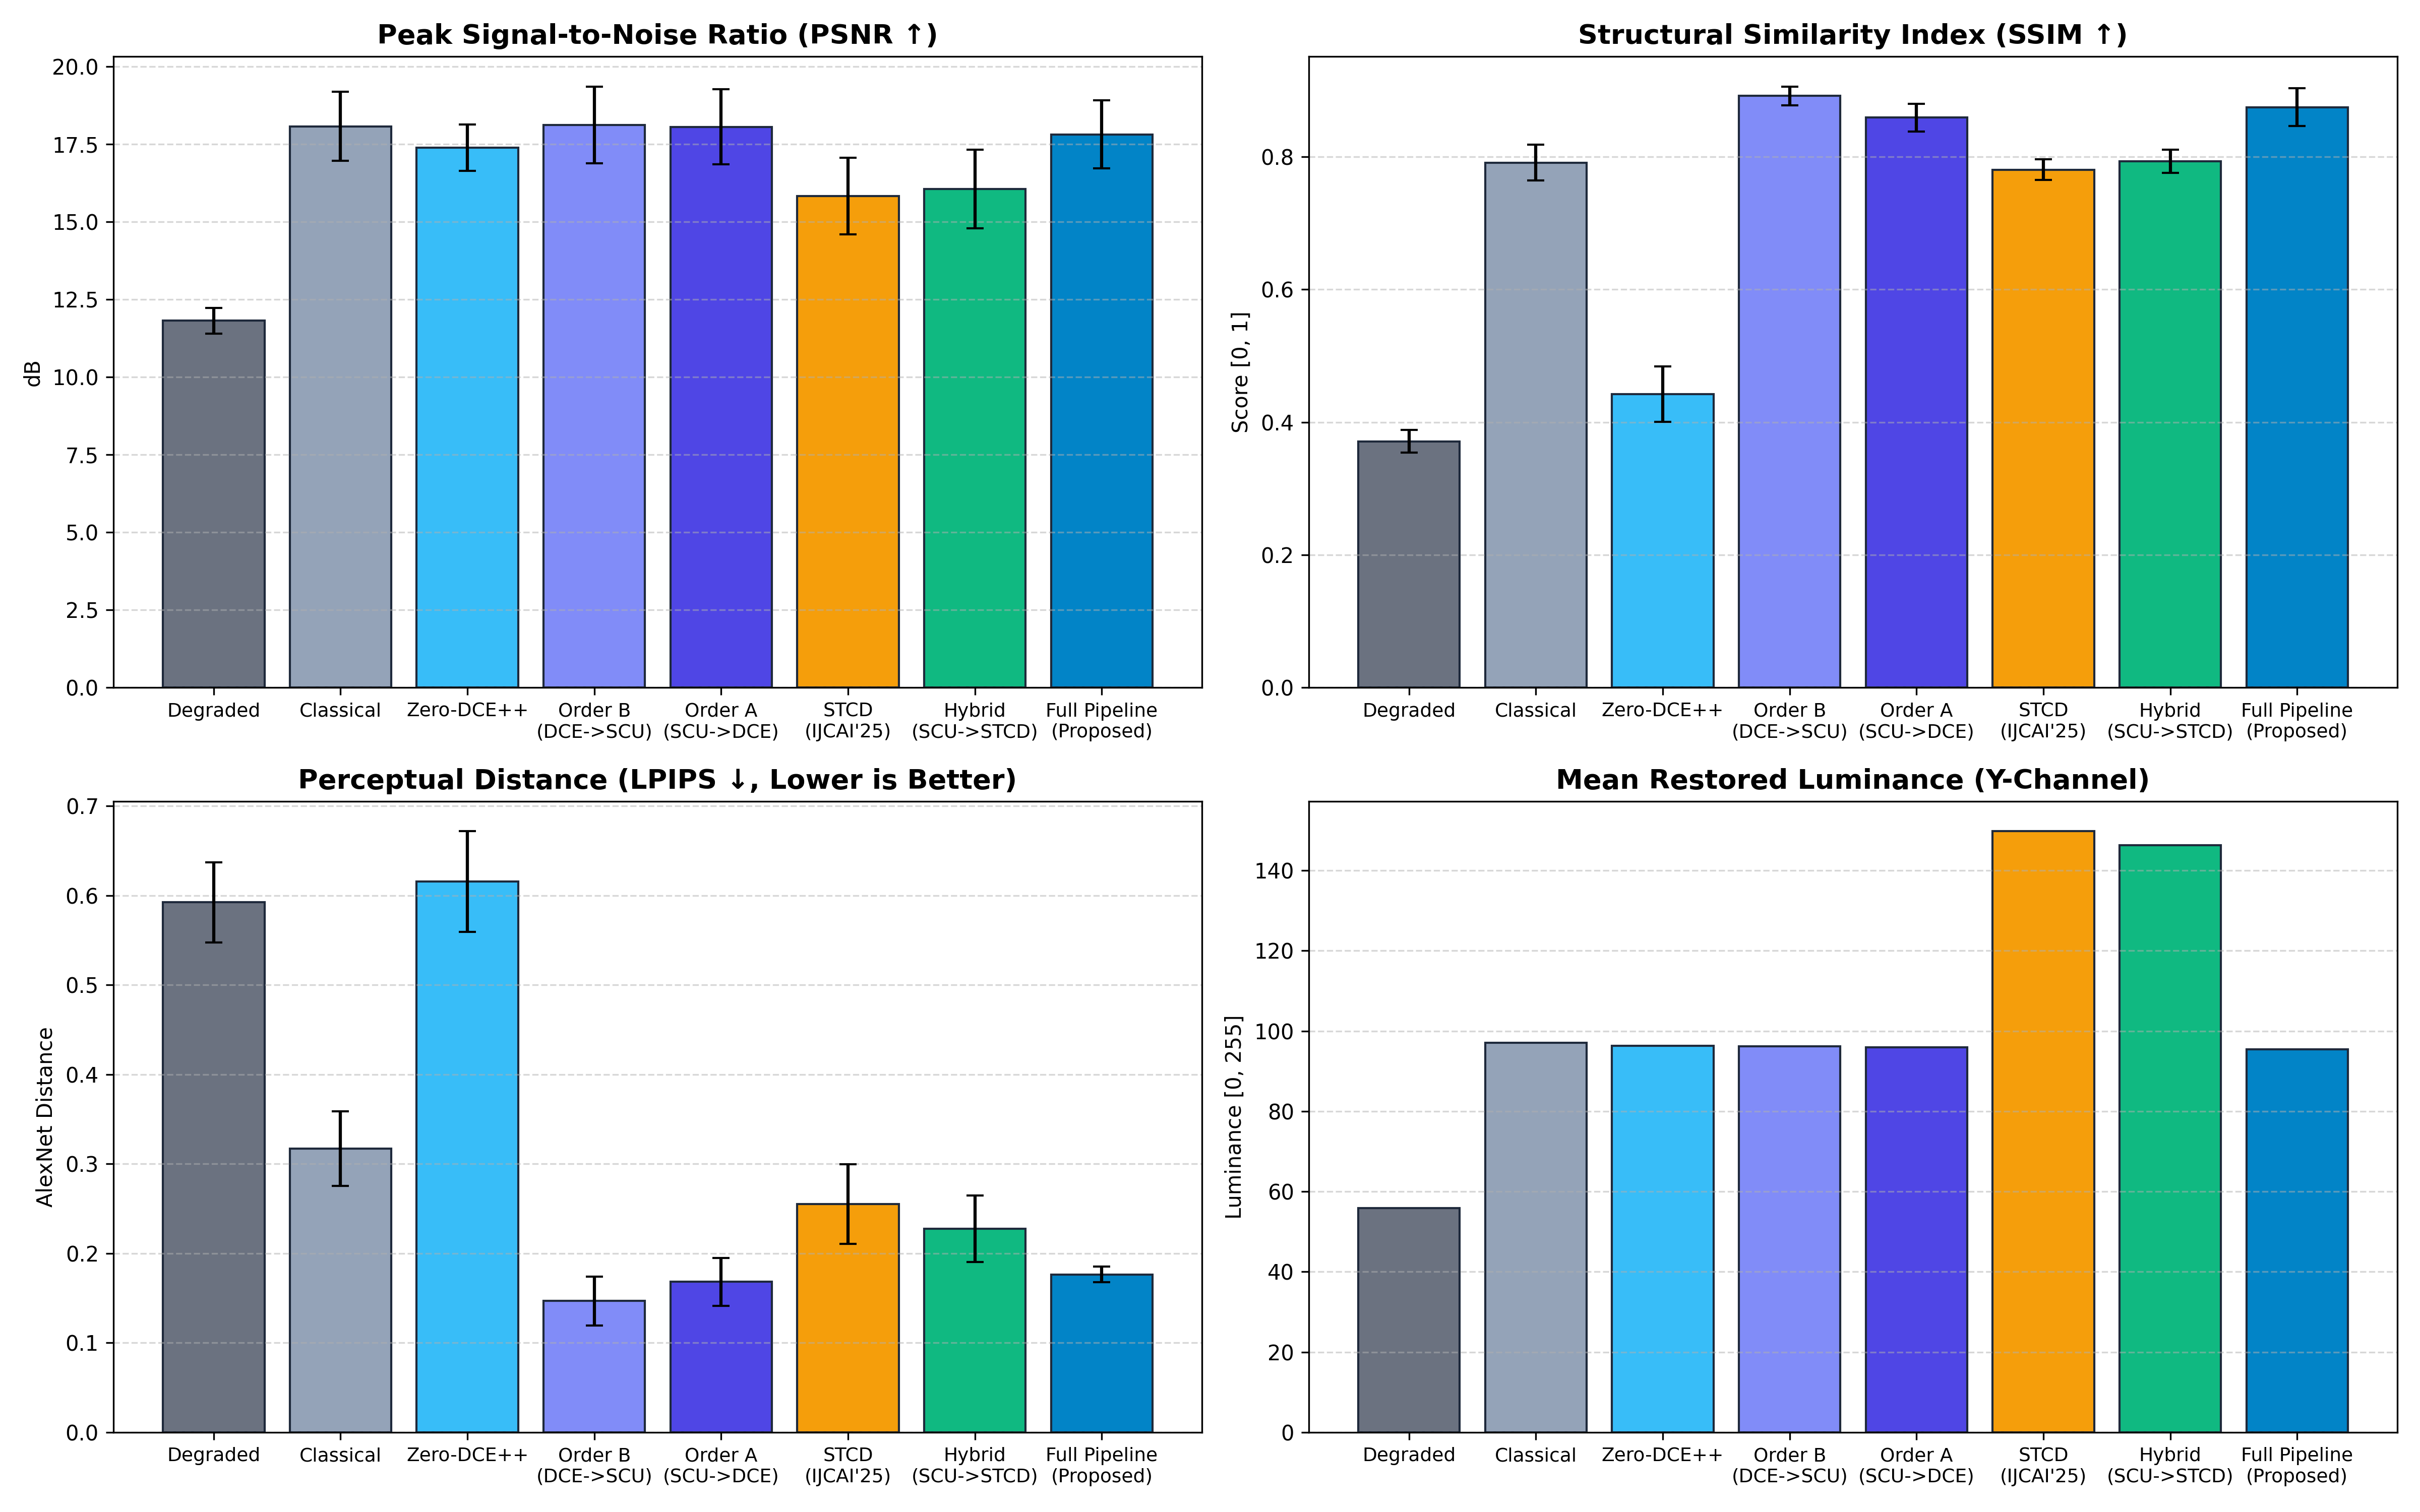 Peak Signal-to-Noise Ratio (PSNR ↑)
dB
20.0
17.5
15.0
12.5
10.0
7.5
5.0
2.5
0.0
Degraded Classical Zero-DCE++ Order B Order A STCD Hybrid Full Pipeline
(DCE->SCU) (SCU->DCE) (IJCAI'25) (SCU->STCD) (Proposed)
Structural Similarity Index (SSIM ↑)
Score [0, 1]
0.8
0.6
0.4
0.2
0.0
Degraded Classical Zero-DCE++ Order B Order A STCD Hybrid Full Pipeline
(DCE->SCU) (SCU->DCE) (IJCAI'25) (SCU->STCD) (Proposed)
Perceptual Distance (LPIPS ↓, Lower is Better)
AlexNet Distance
0.7
0.6
0.5
0.4
0.3
0.2
0.1
0.0
Degraded Classical Zero-DCE++ Order B Order A STCD Hybrid Full Pipeline
(DCE->SCU) (SCU->DCE) (IJCAI'25) (SCU->STCD) (Proposed)
Mean Restored Luminance (Y-Channel)
Luminance [0, 255]
140
120
100
80
60
40
20
0
Degraded Classical Zero-DCE++ Order B Order A STCD Hybrid Full Pipeline
(DCE->SCU) (SCU->DCE) (IJCAI'25) (SCU->STCD) (Proposed)